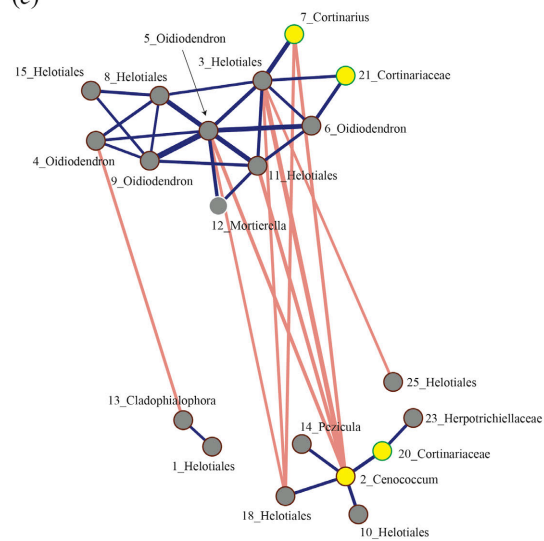 (c)
7_Cortinarius
5_Oidiodendron
3_Helotiales
15_Helotiales
8_Helotiales
21_Cortinariaceae
6_Oidiodendron
4_Oidiodendron
9_Oidiodendron
11_Helotiales
12_Mortierella
25_Helotiales
13_Cladophialophora
14_Pezicula
23_Herpotrichiellaceae
1_Helotiales
20_Cortinariaceae
2_Cenococcum
18_Helotiales
10_Helotiales